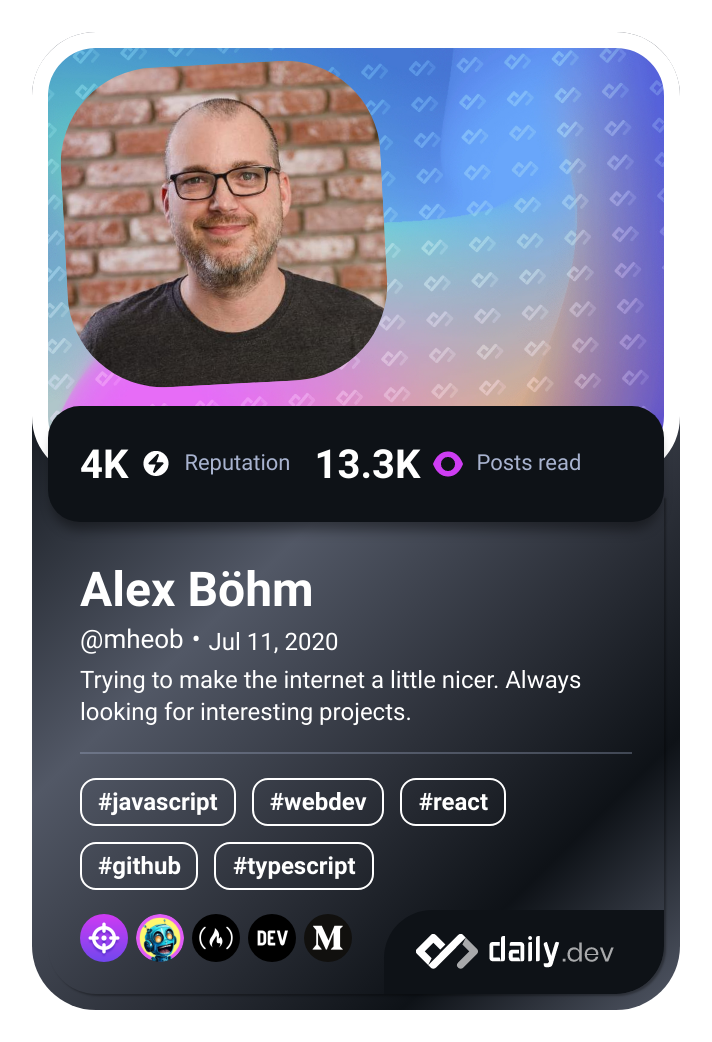 4K Reputation 13.3K Posts read
Alex Böhm
@mheob • Jul 11, 2020
Trying to make the internet a little nicer. Always
looking for interesting projects.
#javascript #webdev #react
#github #typescript
DEV M daily.dev